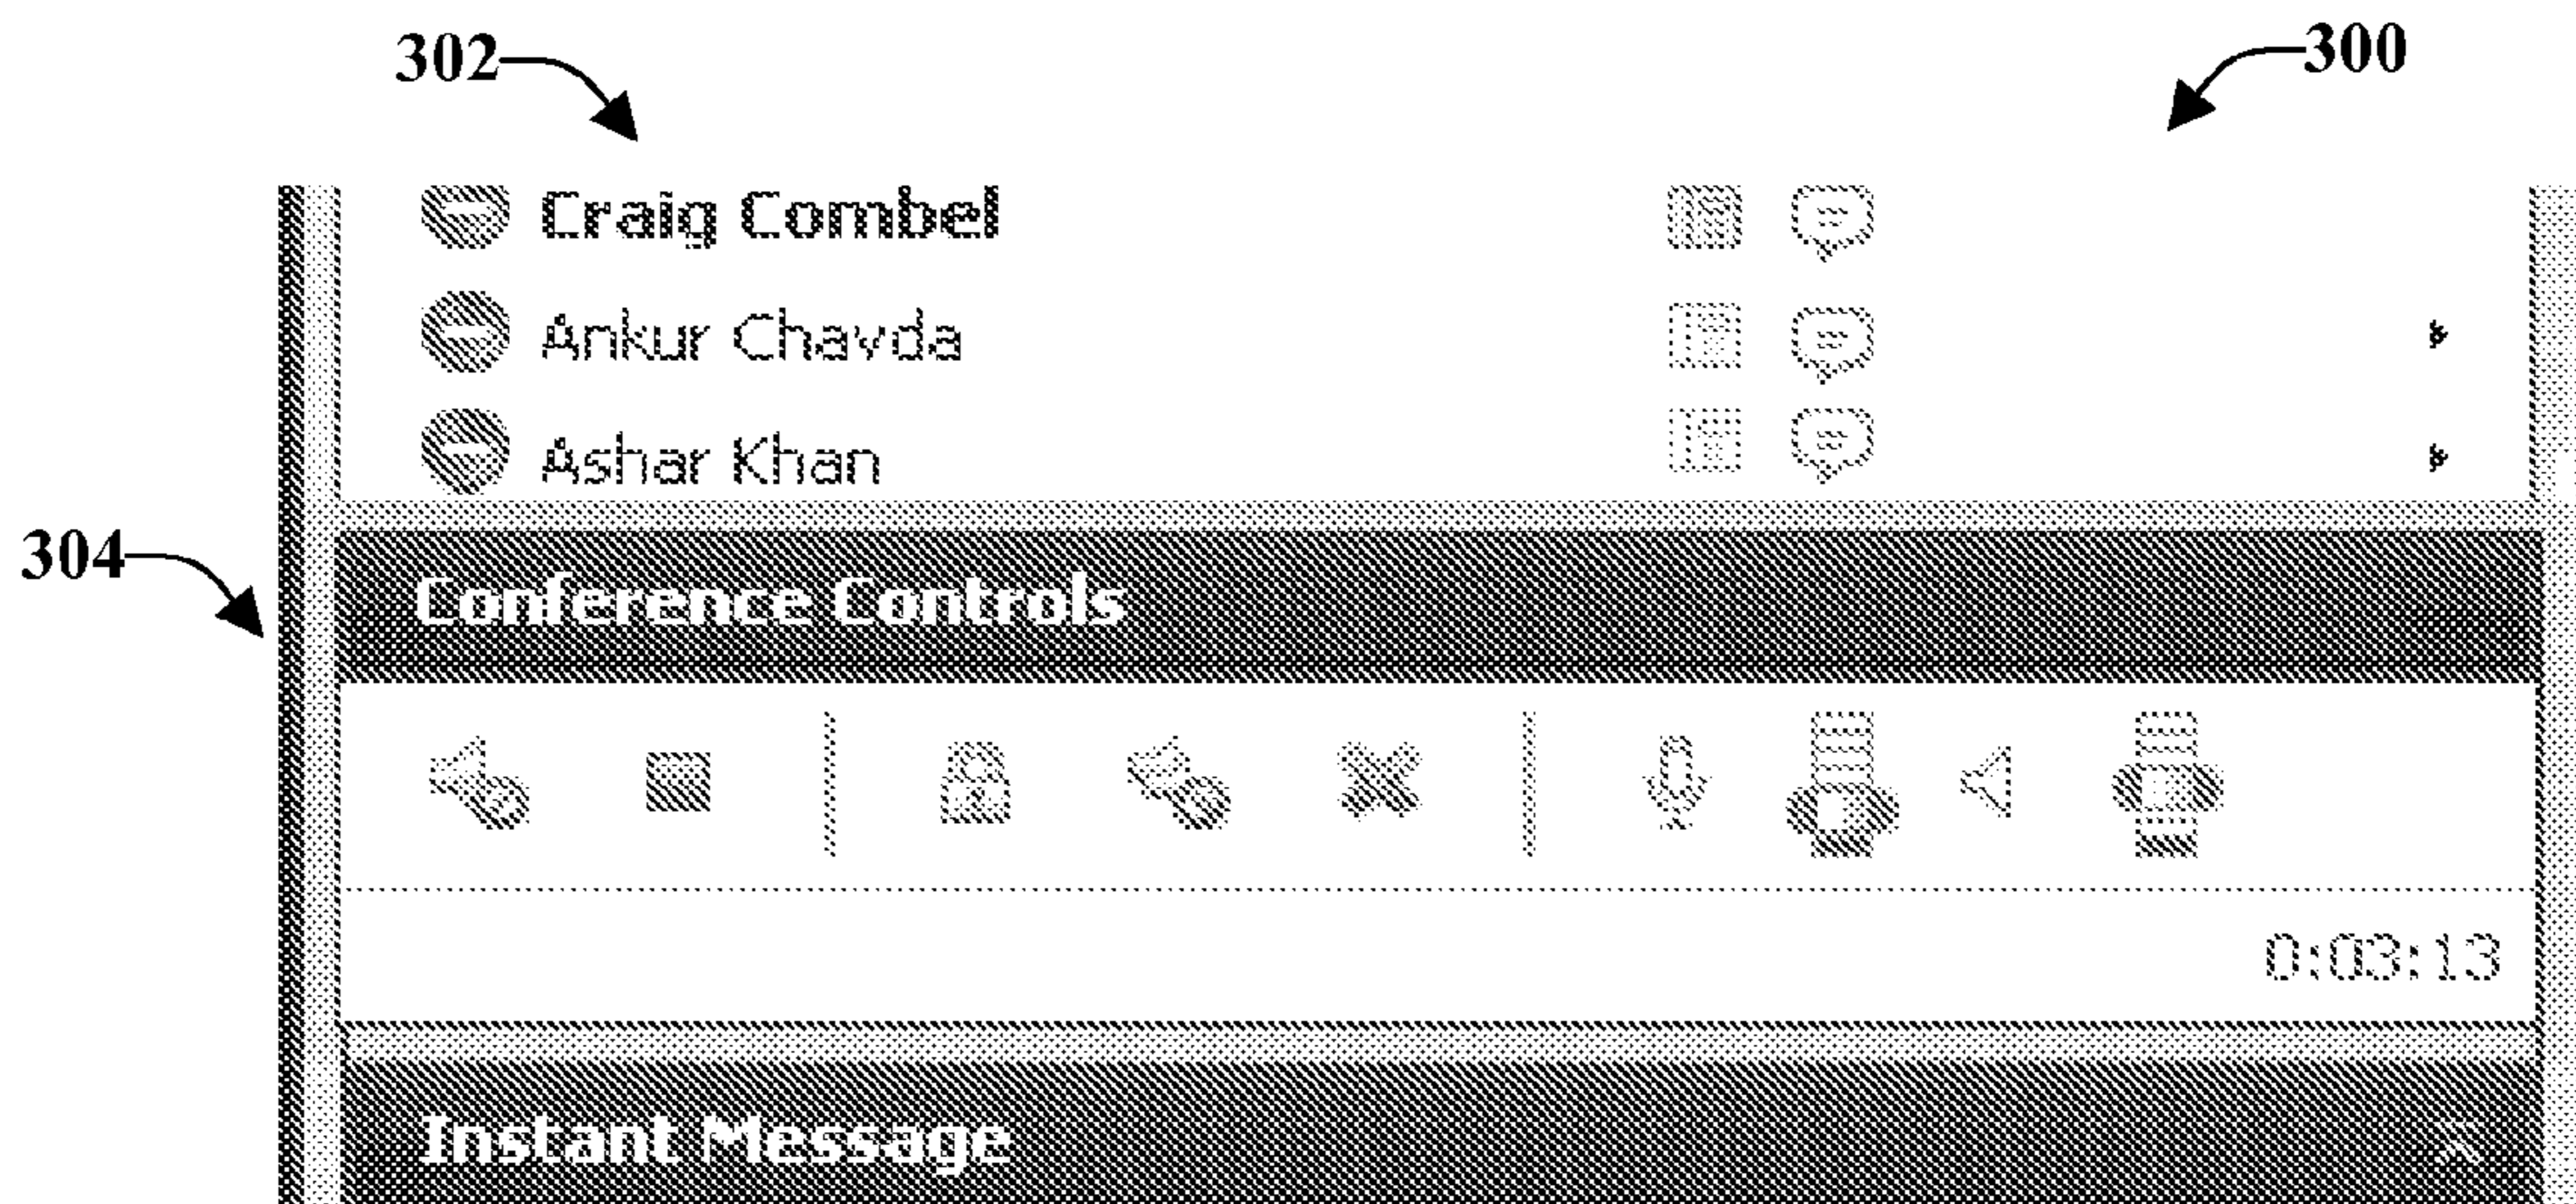 302
300
Craig Combel
Ankur Chavda
Ashar Khan
304
Conference Controls
0:03:13
Instant Message